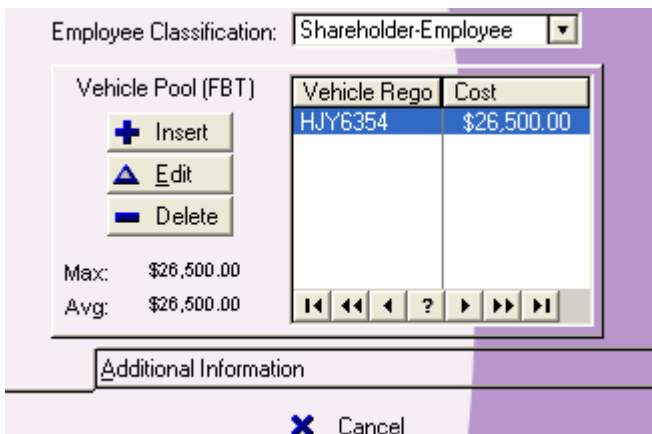 Employee Classification: Shareholder-Employee
Vehicle Pool (FBT)
Vehicle Rego Cost
HJY6354 $26,500.00
Insert
Edit
Delete
Max: $26,500.00
Avg: $26,500.00
?
Additional Information
Cancel